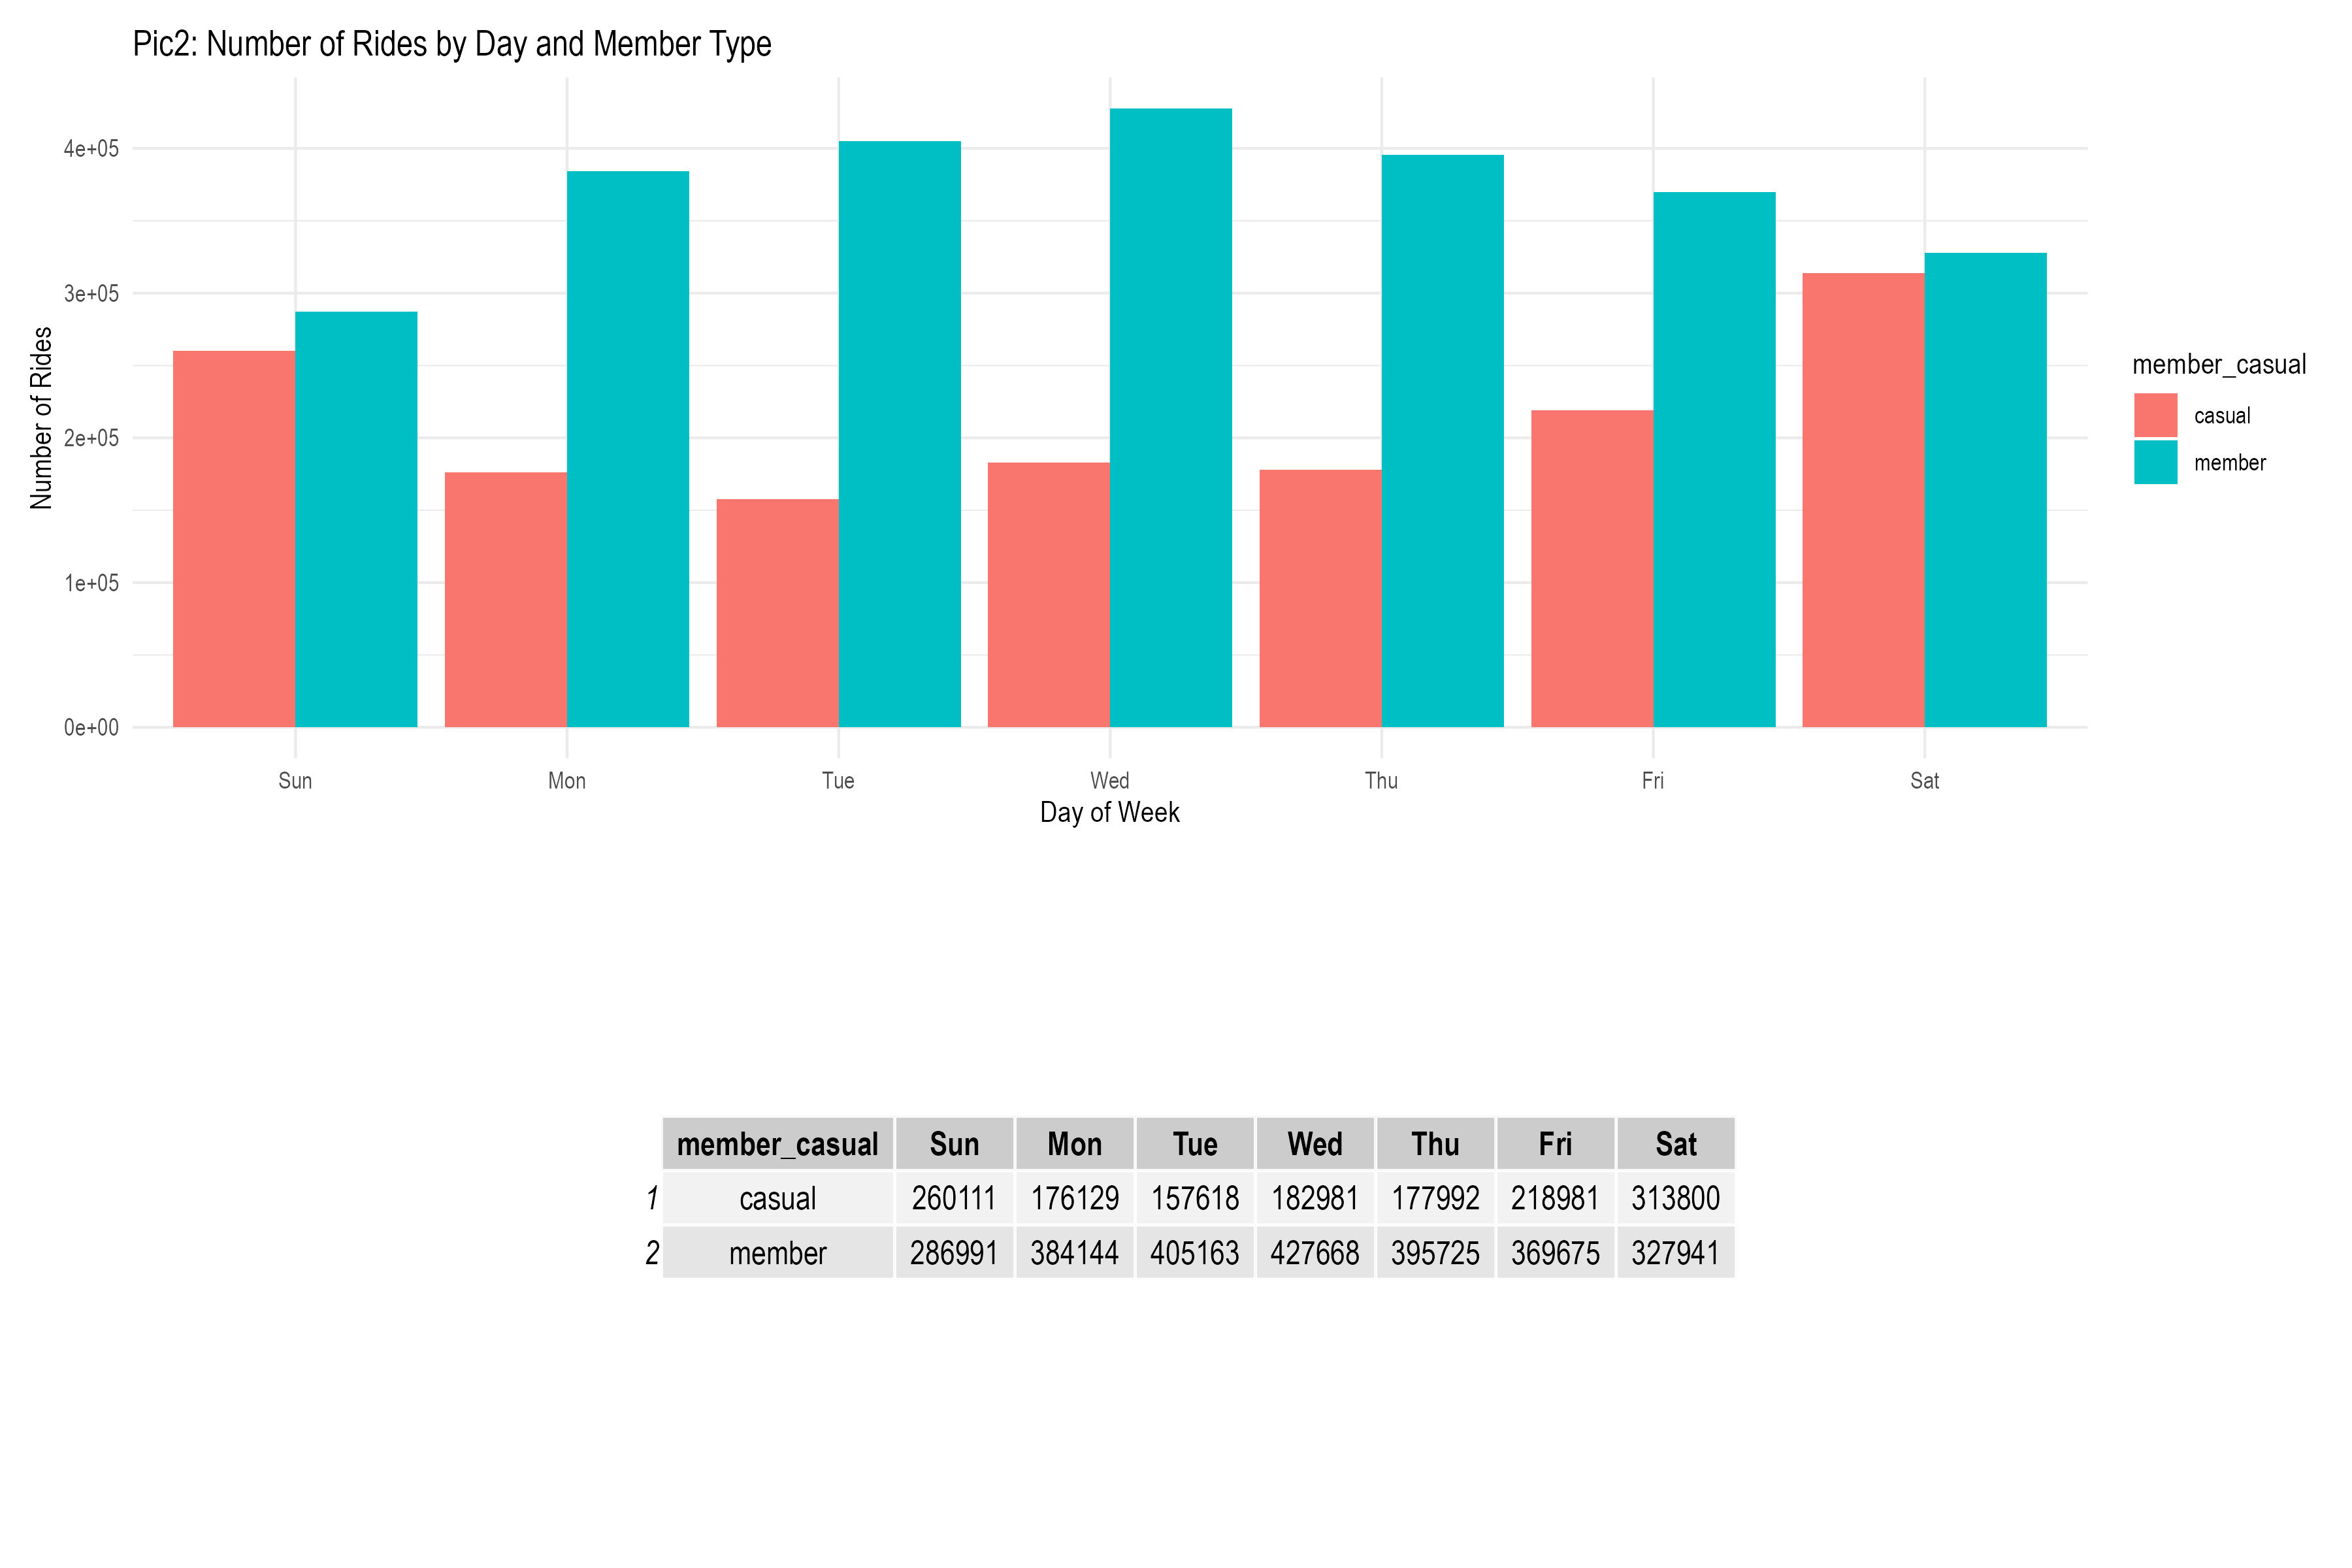 Pic2: Number of Rides by Day and Member Type
4e+05
3e+05
2e+05
1e+05
0e+00
Number of Rides
Sun Mon Tue Wed Thu Fri Sat
Day of Week
member_casual
casual
member
member_casual Sun Mon Tue Wed Thu Fri Sat
1 casual 260111 176129 157618 182981 177992 218981 313800
2 member 286991 384144 405163 427668 395725 369675 327941